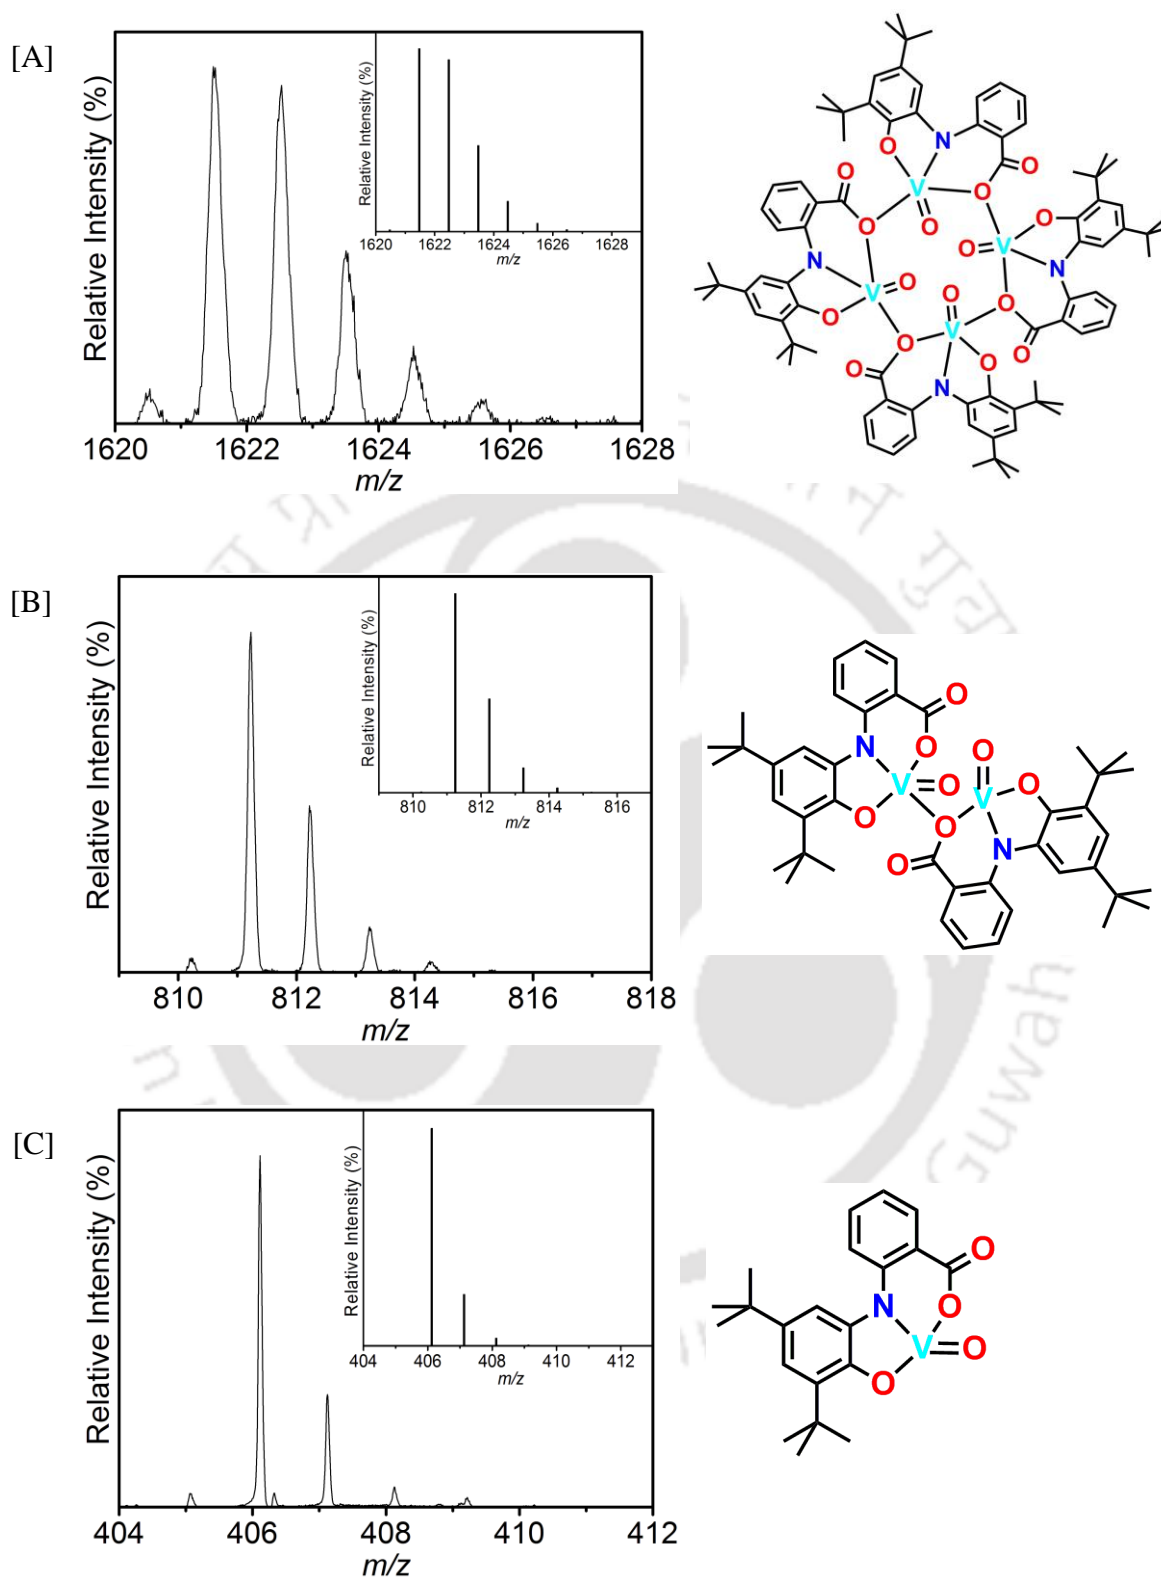 [A]
Relative Intensity (%)
Relative Intensity (%)
1620 1622 1624 1626 1628
m/z
1620 1622 1624 1626 1628
m/z
N
O
O
O
V
O
O
O
V
O
N
O
O
N
O
V
O
O
O
V
O
O
N
O
[B]
Relative Intensity (%)
Relative Intensity (%)
810 812 814 816
m/z
810 812 814 816 818
m/z
O
N
O
O
V
O
V
O
O
O
O
N
[C]
Relative Intensity (%)
Relative Intensity (%)
404 406 408 410 412
m/z
404 406 408 410 412
m/z
O
N
O
V
O
O
Guwah